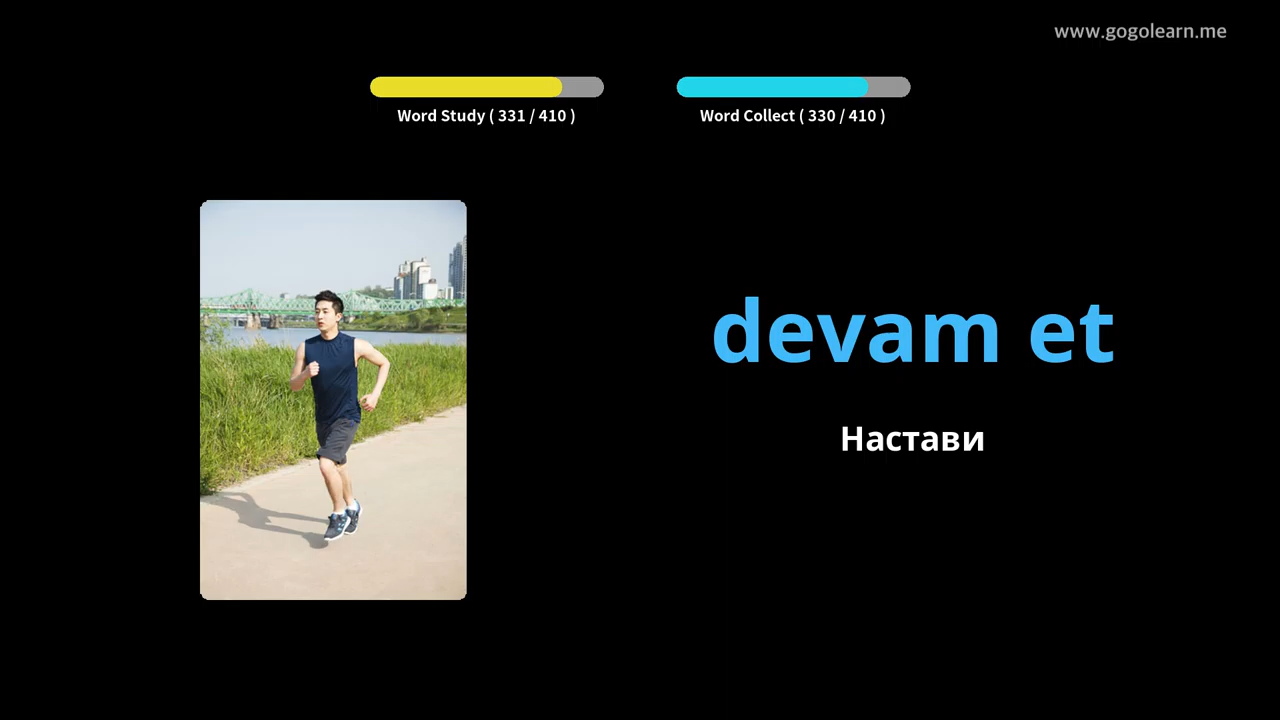 www.gogolearn.me
Word Study ( 331 / 410 )
Word Collect ( 330 / 410 )
devam et
Настави